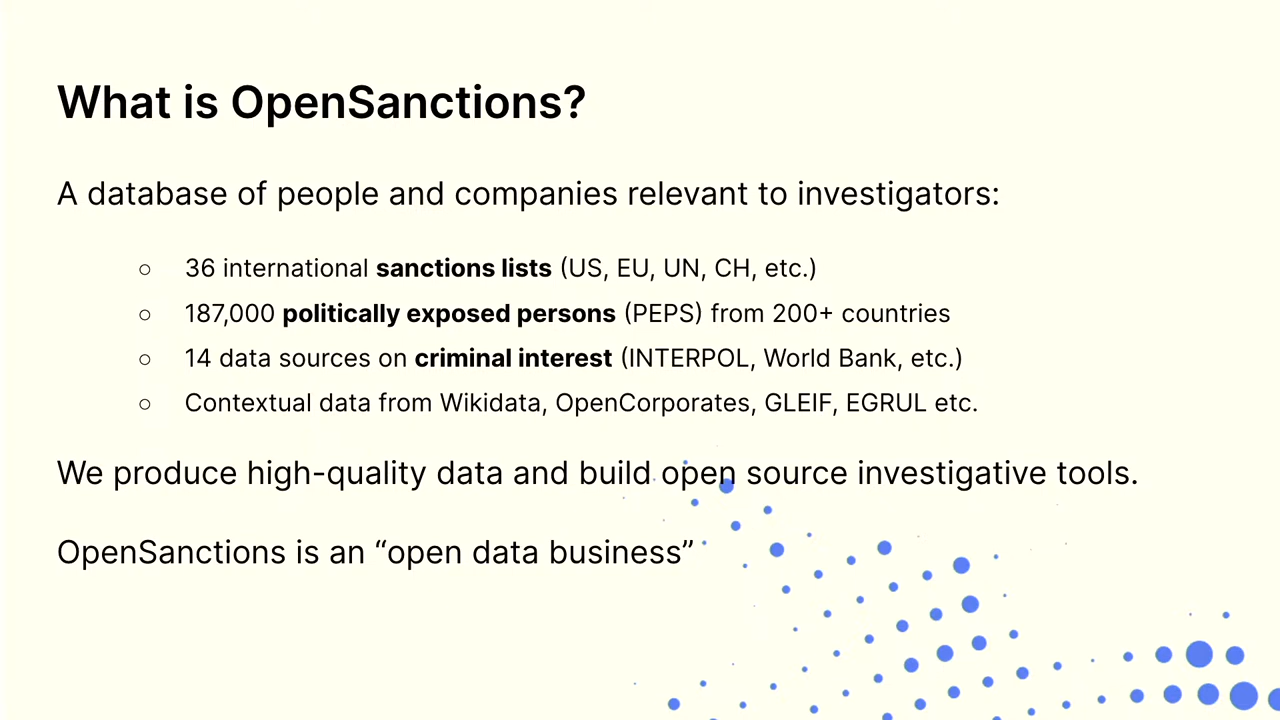 What is OpenSanctions?
A database of people and companies relevant to investigators:
○ 36 international sanctions lists (US, EU, UN, CH, etc.)
○ 187,000 politically exposed persons (PEPS) from 200+ countries
○ 14 data sources on criminal interest (INTERPOL, World Bank, etc.)
○ Contextual data from Wikidata, OpenCorporates, GLEIF, EGRUL etc.
We produce high-quality data and build open source investigative tools.
OpenSanctions is an “open data business”